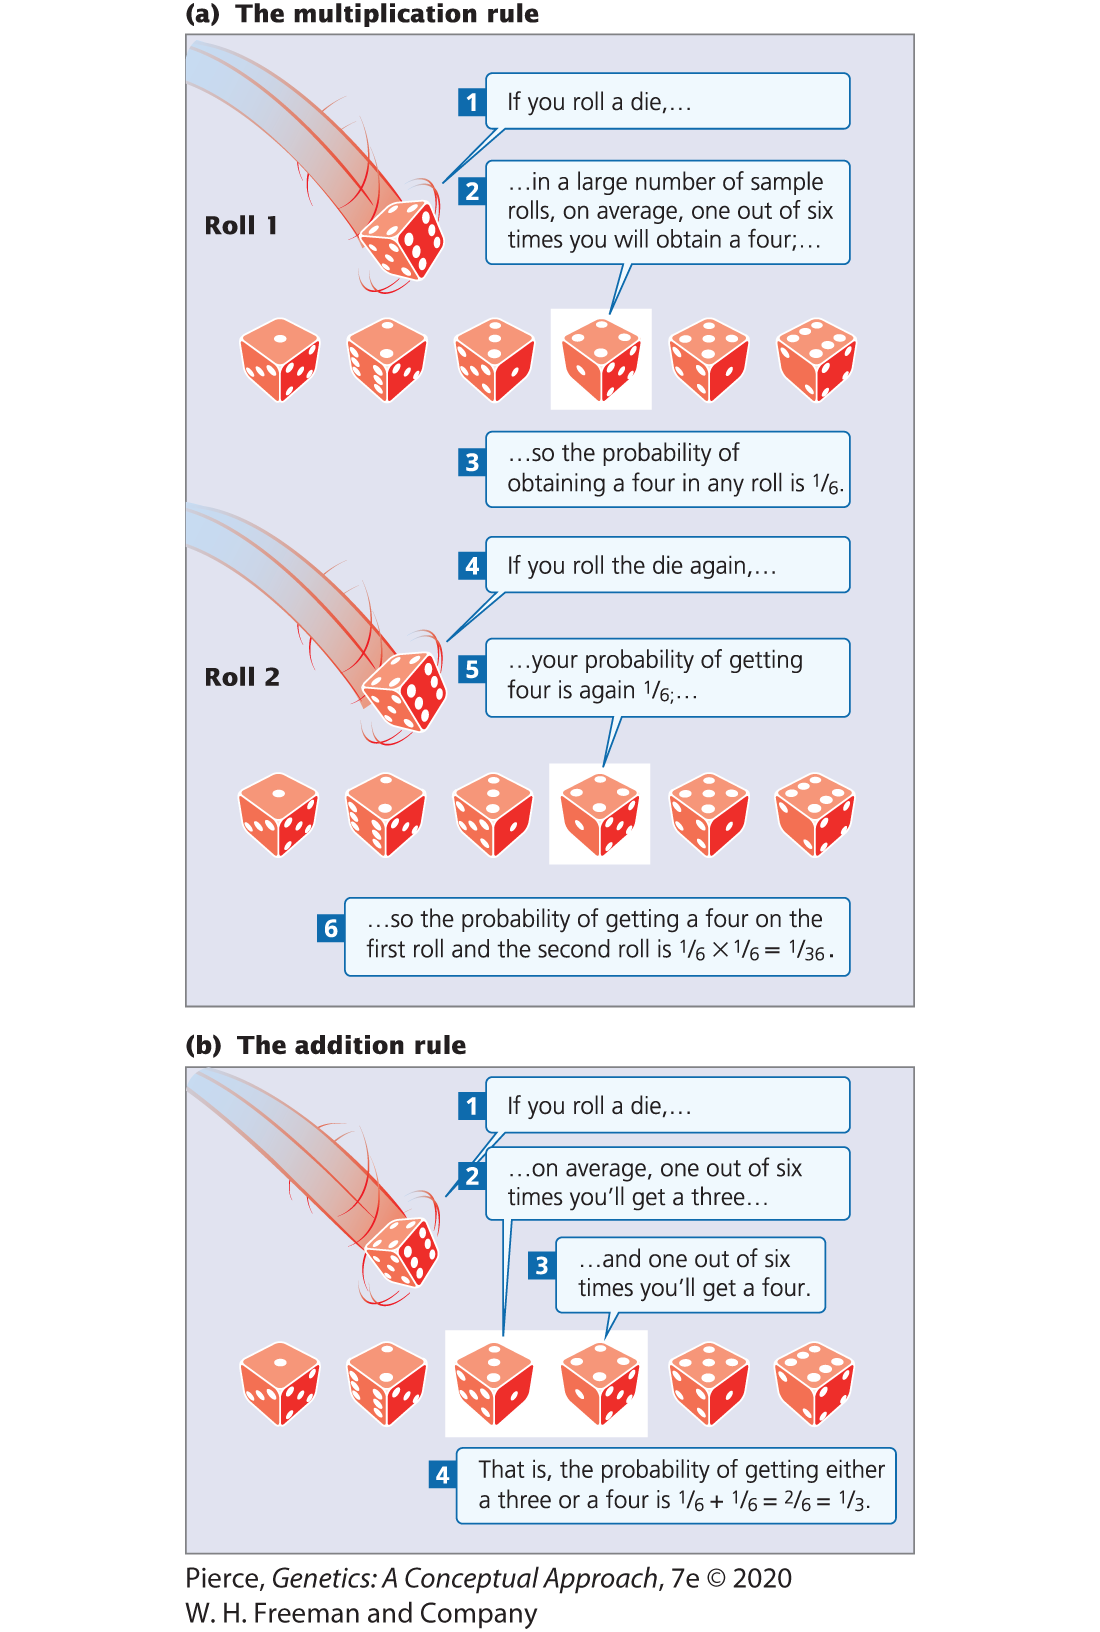 (a) The multiplication rule
1 If you roll a die,…
2 …in a large number of sample
rolls, on average, one out of six
times you will obtain a four;…
Roll 1
3 …so the probability of
obtaining a four in any roll is 1/6.
4 If you roll the die again,…
Roll 2
5 …your probability of getting
four is again 1/6;…
6 …so the probability of getting a four on the
first roll and the second roll is 1/6 × 1/6 = 1/36.
(b) The addition rule
1 If you roll a die,…
2 …on average, one out of six
times you’ll get a three…
3 …and one out of six
times you’ll get a four.
4 That is, the probability of getting either
a three or a four is 1/6 + 1/6 = 2/6 = 1/3.
Pierce, Genetics: A Conceptual Approach, 7e © 2020
W. H. Freeman and Company